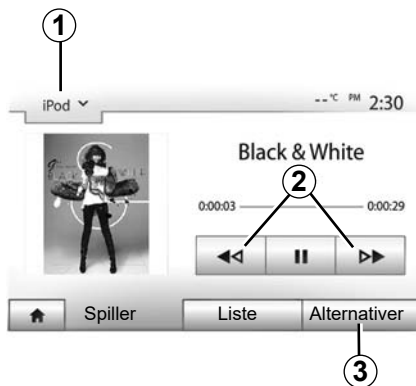 1
iPod
--°C PM 2:30
Black & White
2
0:00:03 0:00:29
Spiller Liste Alternativer
3